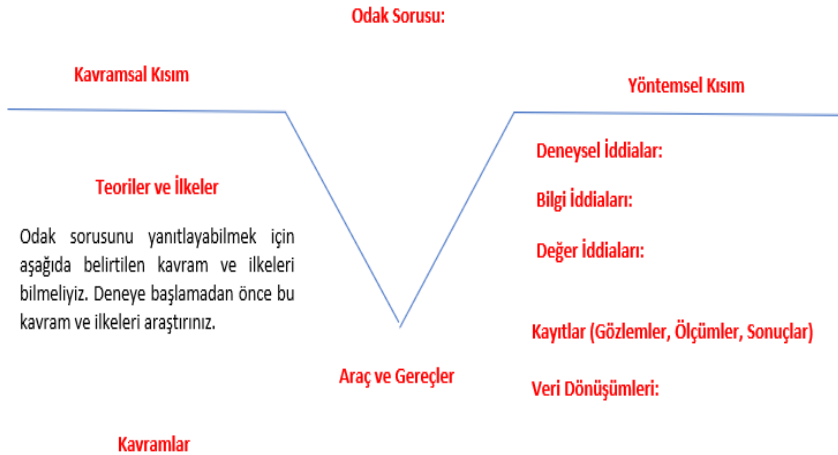 Odak Sorusu:
Kavramsal Kısım
Yöntemsel Kısım
Teoriler ve İlkeler
Odak sorusunu yanıtlayabilmek için
aşağıda belirtilen kavram ve ilkeleri
bilmeliyiz. Deneye başlamadan önce bu
kavram ve ilkeleri araştırınız.
Kavramlar
Araç ve Gereçler
Deneysel İddialar:
Bilgi İddiaları:
Değer İddiaları:
Kayıtlar (Gözlemler, Ölçümler, Sonuçlar)
Veri Dönüşümleri: